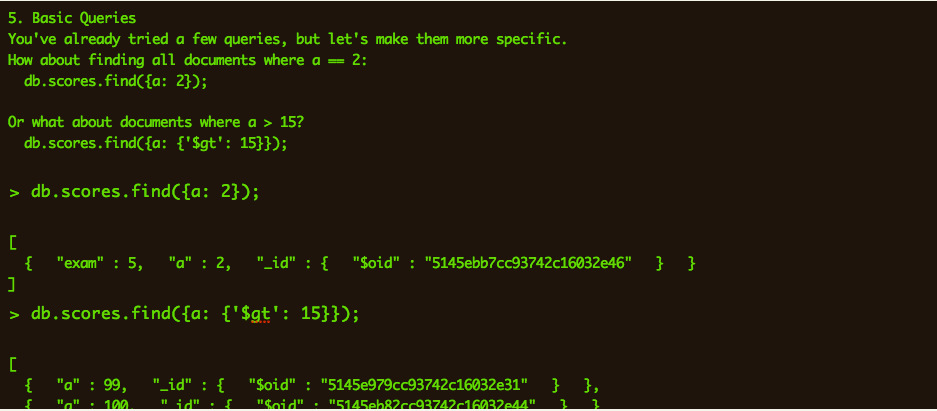 5. Basic Queries
You've already tried a few queries, but let's make them more specific.
How about finding all documents where a == 2:
db.scores.find({a: 2});
Or what about documents where a > 15?
db.scores.find({a: {'$gt': 15}});
> db.scores.find({a: 2});
[
{ "exam" : 5, "a" : 2, "_id" : { "$oid" : "5145ebb7cc93742c16032e46" } }
]
> db.scores.find({a: {'$gt': 15}});
[
{ "a" : 99, "_id" : { "$oid" : "5145e979cc93742c16032e31" } },
{ "a" : 100, "_id" : { "$oid" : "5145eb82cc93742c16032e44" } }